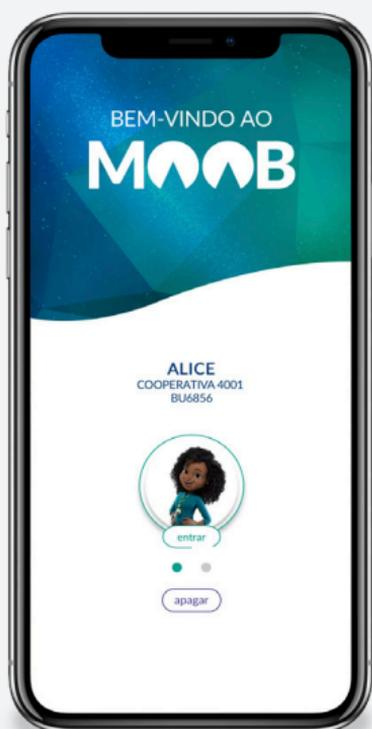 BEM-VINDO AO
MOOB
ALICE
COOPERATIVA 4001
BU6856
entrar
apagar